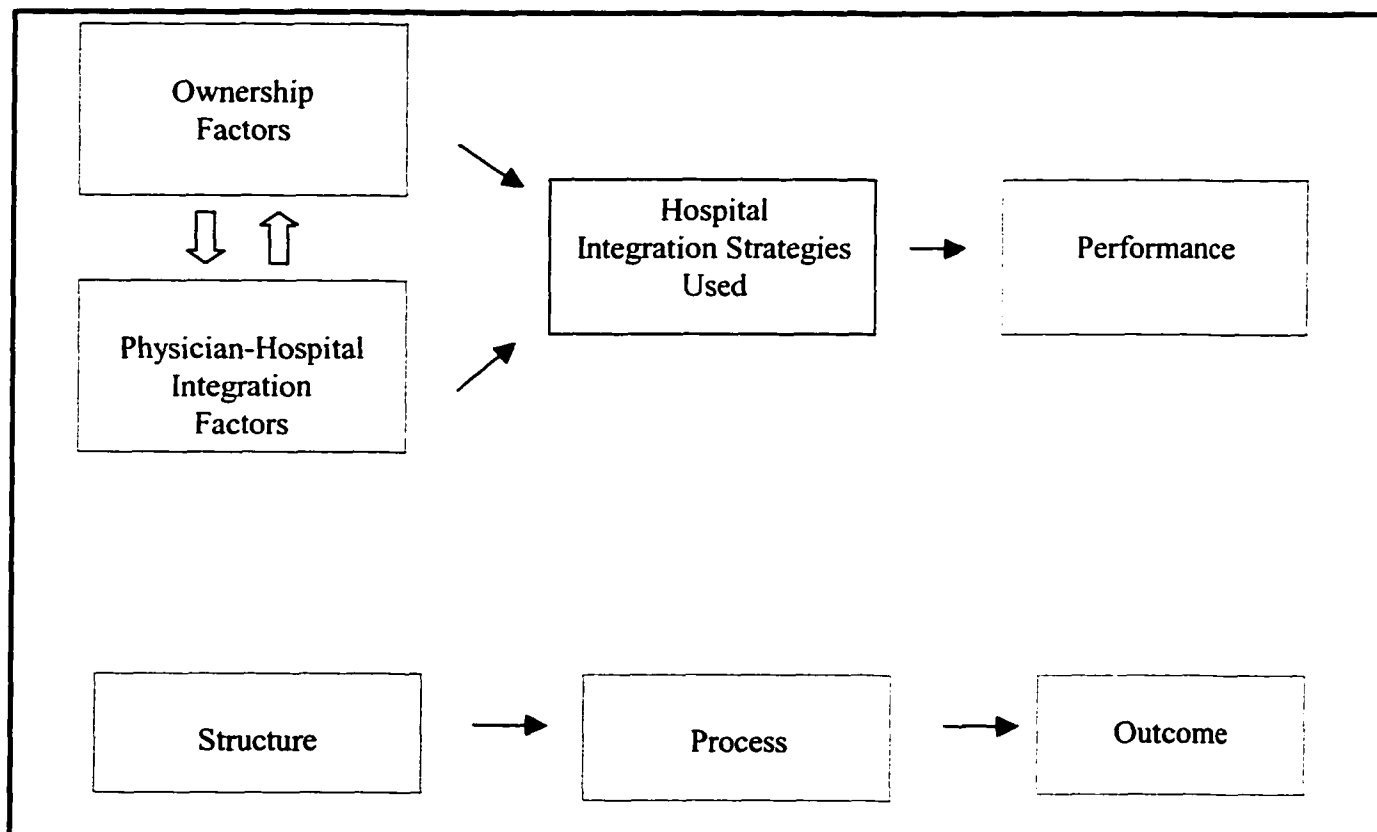 Ownership
Factors
Physician-Hospital
Integration
Factors
Hospital
Integration Strategies
Used
Performance
Structure
Process
Outcome